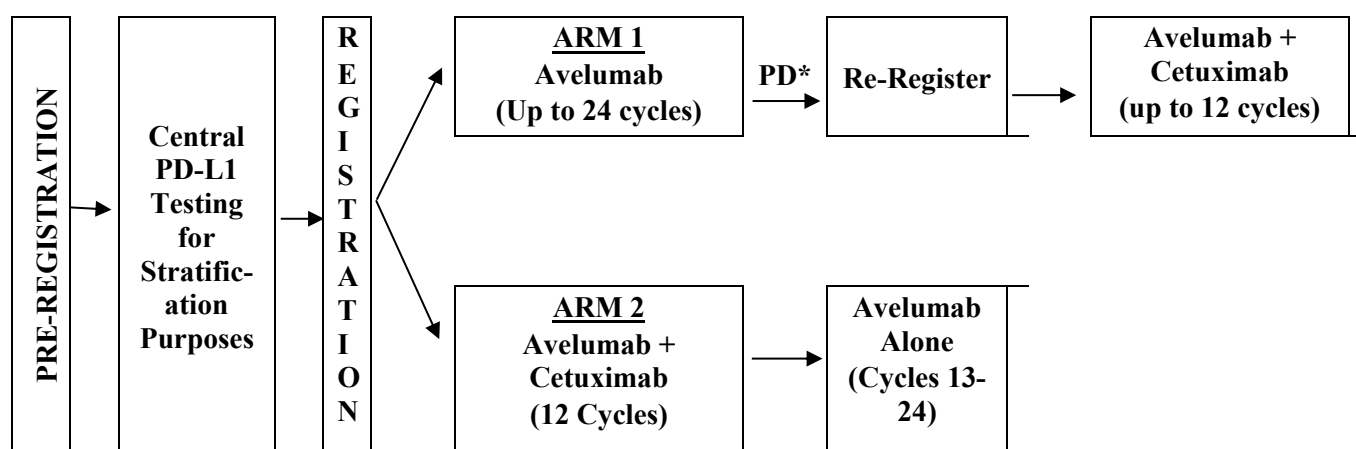 PRE-REGISTRATION
Central
PD-L1
Testing
for
Stratific-
ation
Purposes
R
E
G
I
S
T
R
A
T
I
O
N
ARM 1
Avelumab
(Up to 24 cycles)
PD*
Re-Register
Avelumab +
Cetuximab
(up to 12 cycles)
ARM 2
Avelumab +
Cetuximab
(12 Cycles)
Avelumab
Alone
(Cycles 13-
24)